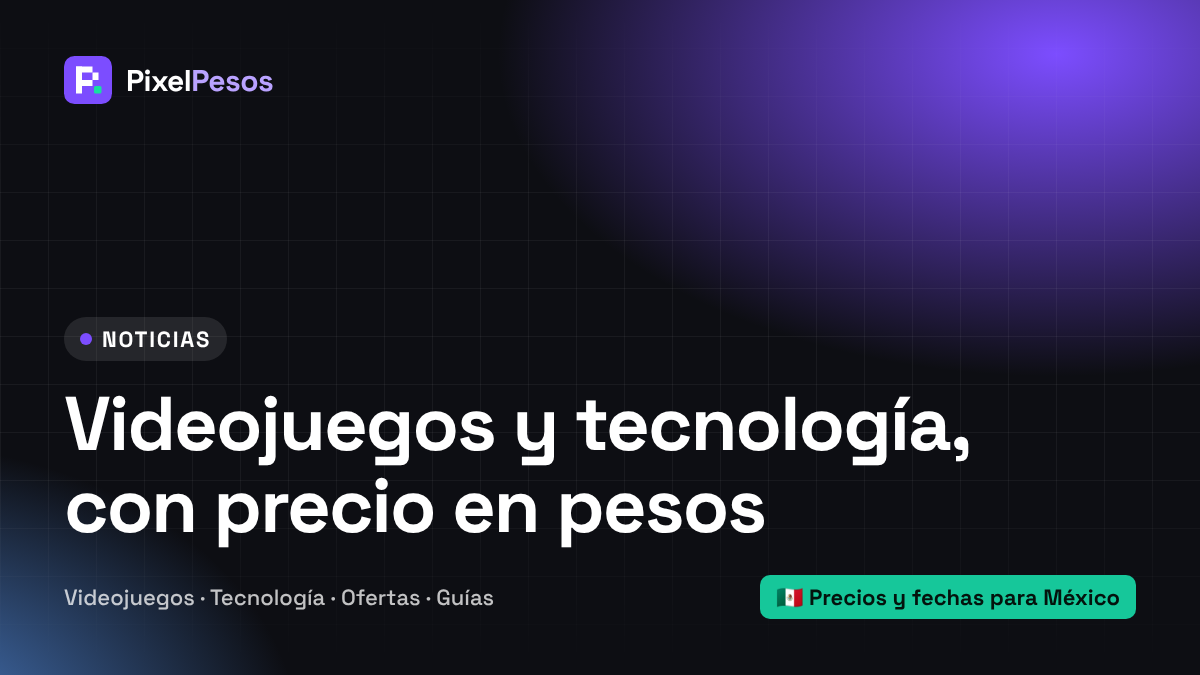 PixelPesos
NOTICIAS
Videojuegos y tecnología,
con precio en pesos
Videojuegos · Tecnología · Ofertas · Guías
🇲🇽 Precios y fechas para México